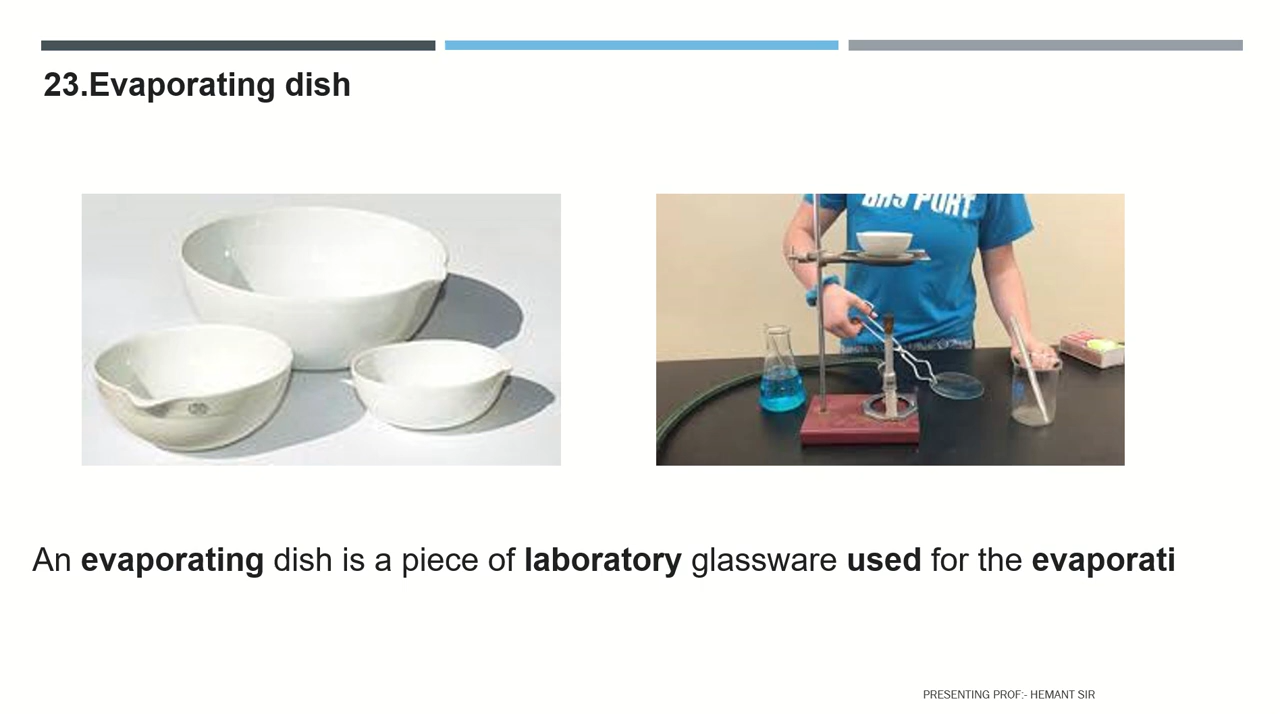 23.Evaporating dish
An evaporating dish is a piece of laboratory glassware used for the evaporati
PRESENTING PROF:- HEMANT SIR